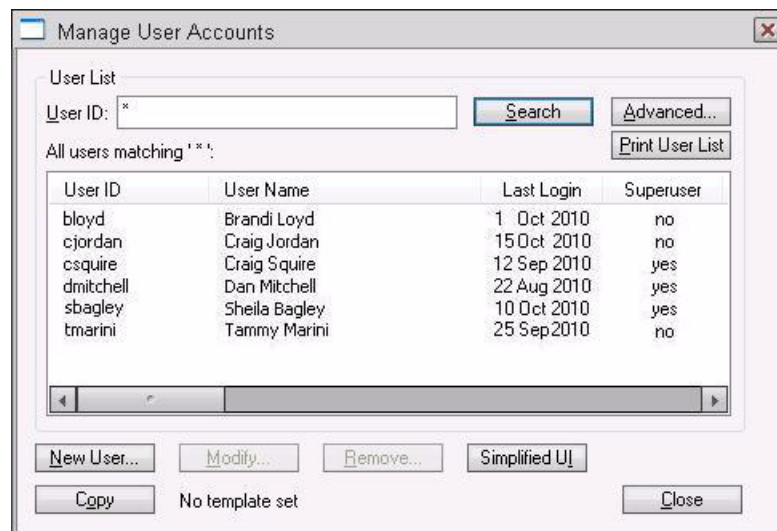 Manage User Accounts
User List
User ID: * Search Advanced...
All users matching ' * ': Print User List
User ID User Name Last Login Superuser
bloyd Brandi Loyd 1 Oct 2010 no
cjordan Craig Jordan 15 Oct 2010 no
csquire Craig Squire 12 Sep 2010 yes
dmitchell Dan Mitchell 22 Aug 2010 yes
sbagley Sheila Bagley 10 Oct 2010 yes
tmarini Tammy Marini 25 Sep 2010 no
New User... Modify... Remove... Simplified UI
Copy No template set Close